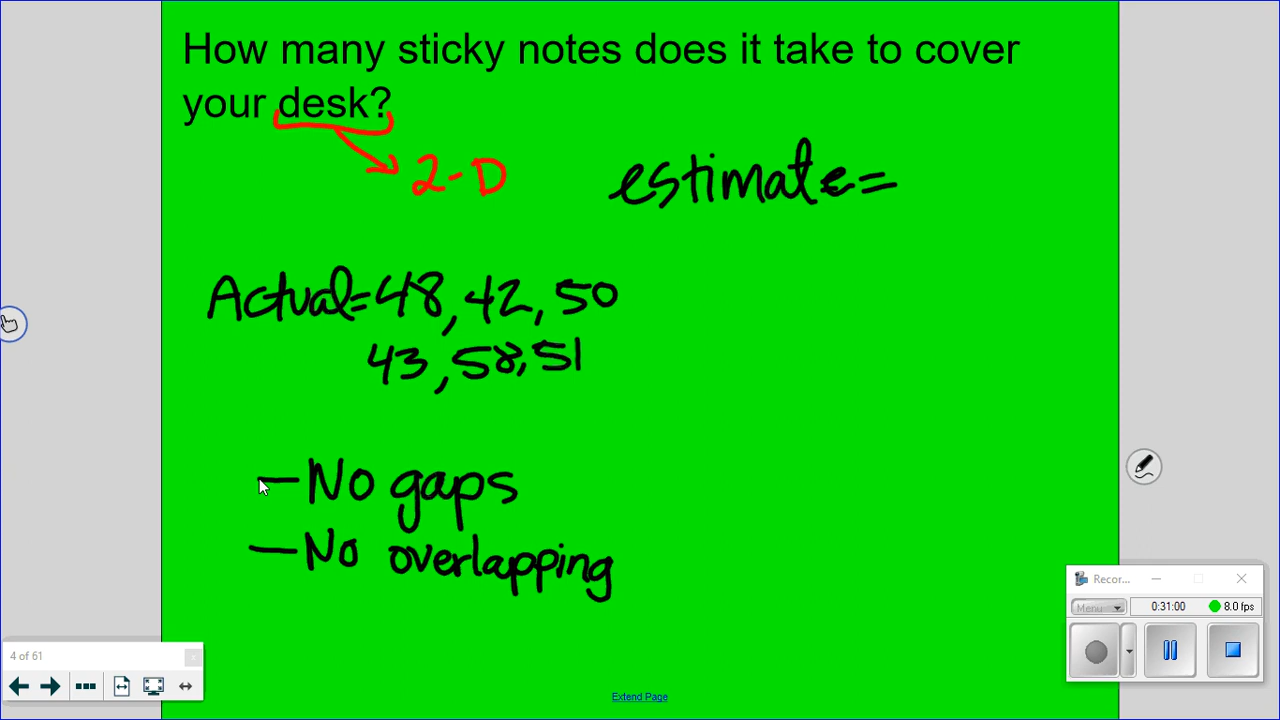 How many sticky notes does it take to cover
your desk?
2-D
estimate=
Actual=48, 42, 50
43, 58, 51
- No gaps
- No overlapping
Recor...
Menu
0:31:00
8.0 fps
4 of 61
Extend Page